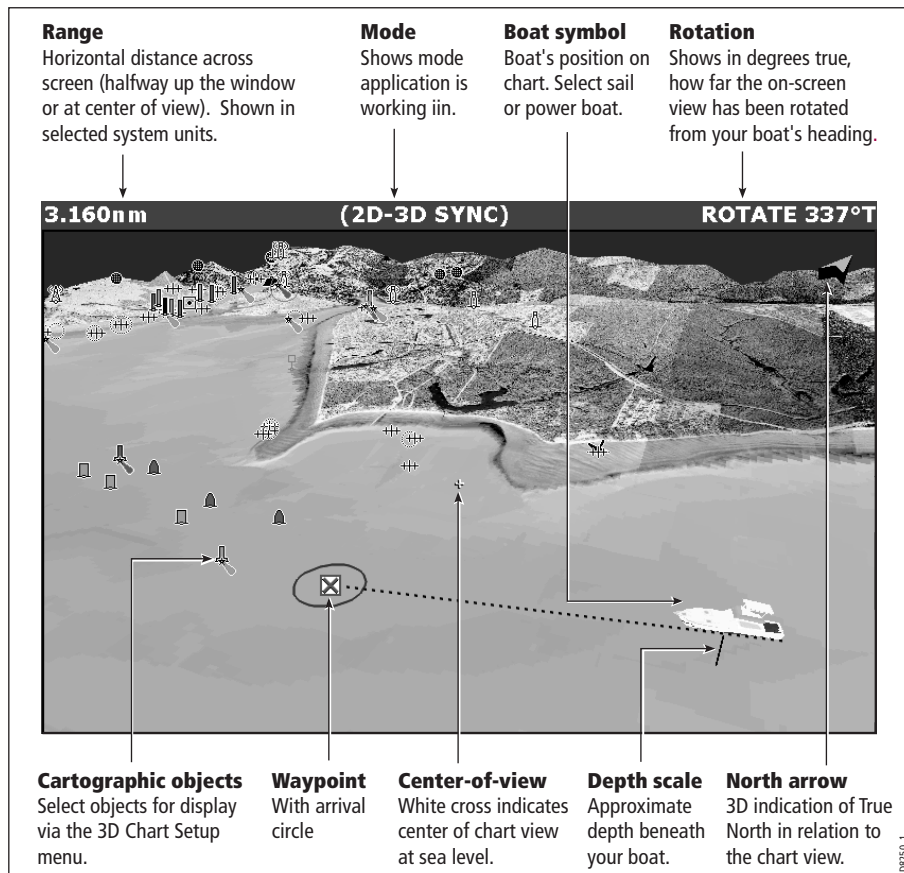 Range
Horizontal distance across
screen (halfway up the window
or at center of view).  Shown in
selected system units.
Mode
Shows mode
application is
working iin.
Boat symbol
Boat's position on
chart. Select sail
or power boat.
Rotation
Shows in degrees true,
how far the on-screen
view has been rotated
from your boat's heading.
3.160nm
(2D-3D SYNC)
ROTATE 337°T
Cartographic objects
Select objects for display
via the 3D Chart Setup
menu.
Waypoint
With arrival
circle
Center-of-view
White cross indicates
center of chart view
at sea level.
Depth scale
Approximate
depth beneath
your boat.
North arrow
3D indication of True
North in relation to
the chart view.
D8350-1